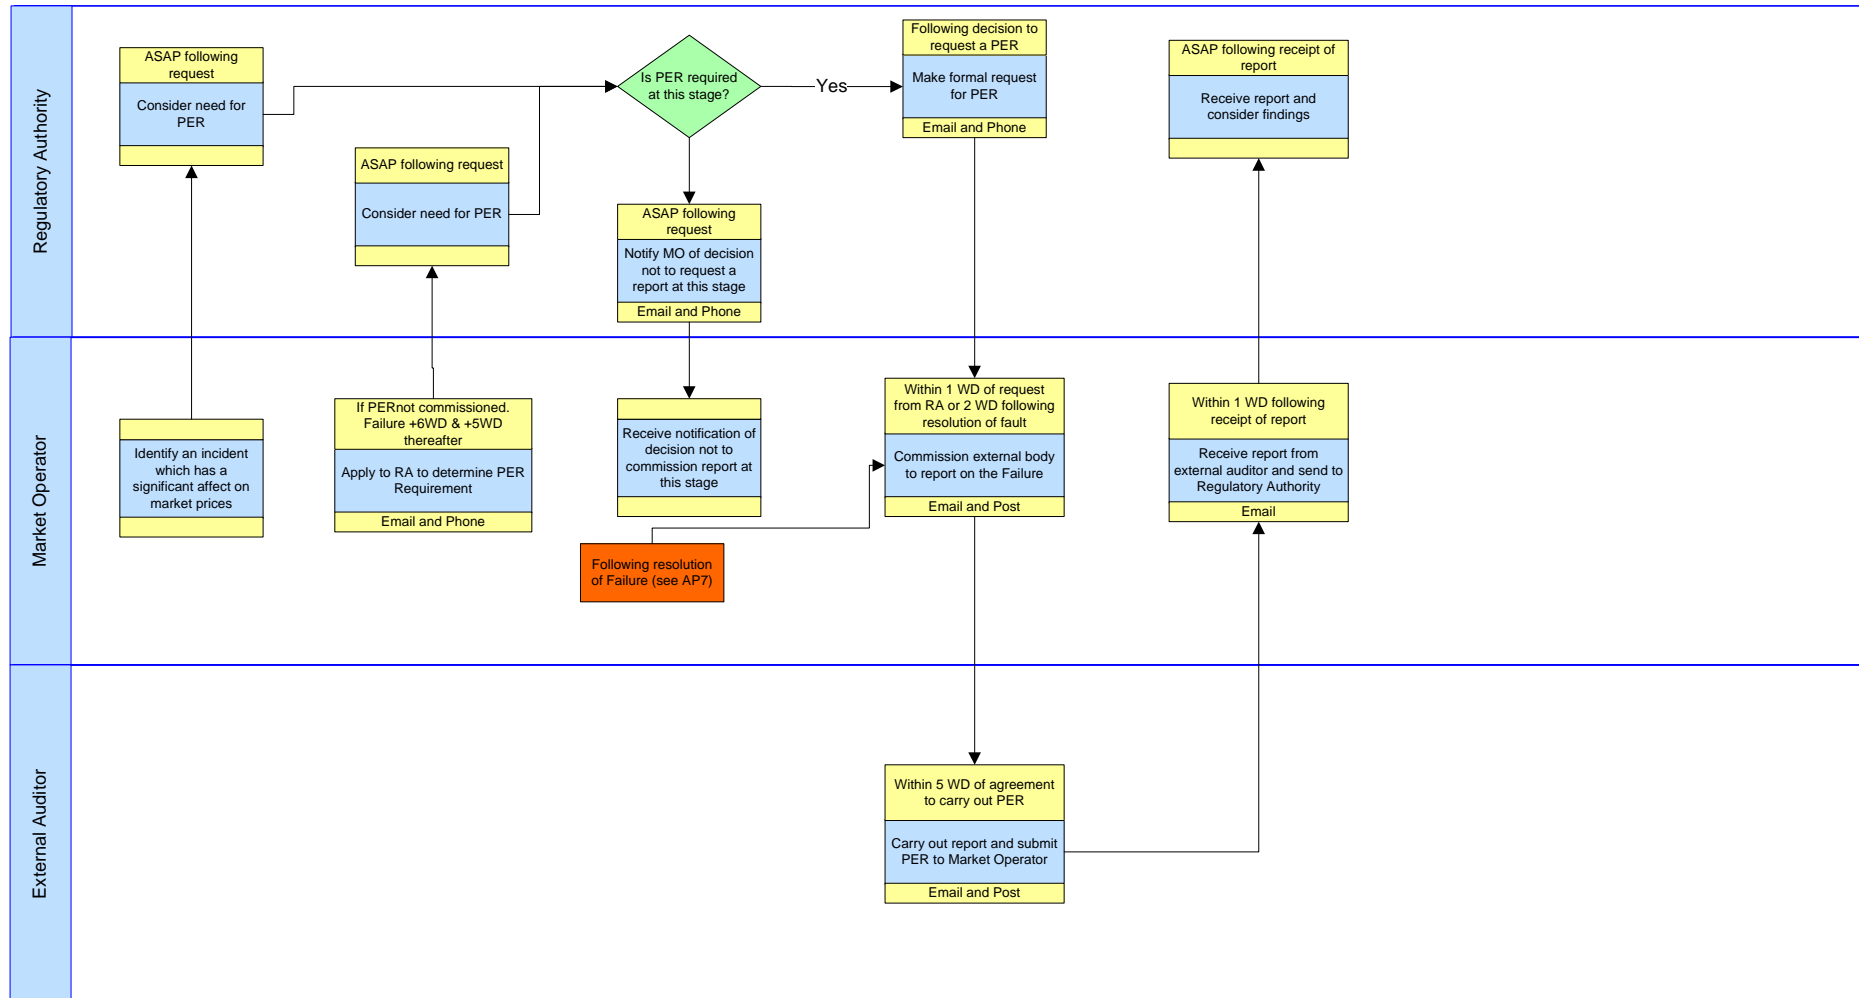 Regulatory Authority
ASAP following
request
Consider need for
PER
ASAP following request
Consider need for PER
Is PER required
at this stage?
Yes
ASAP following
request
Notify MO of decision
not to request a
report at this stage
Email and Phone
Following decision to
request a PER
Make formal request
for PER
Email and Phone
ASAP following receipt of
report
Receive report and
consider findings
Market Operator
Identify an incident
which has a
significant affect on
market prices
If PERnot commissioned.
Failure +6WD & +5WD
thereafter
Apply to RA to determine PER
Requirement
Email and Phone
Receive notification of
decision not to
commission report at
this stage
Following resolution
of Failure (see AP7)
Within 1 WD of request
from RA or 2 WD following
resolution of fault
Commission external body
to report on the Failure
Email and Post
Within 1 WD following
receipt of report
Receive report from
external auditor and send to
Regulatory Authority
Email
External Auditor
Within 5 WD of agreement
to carry out PER
Carry out report and submit
PER to Market Operator
Email and Post